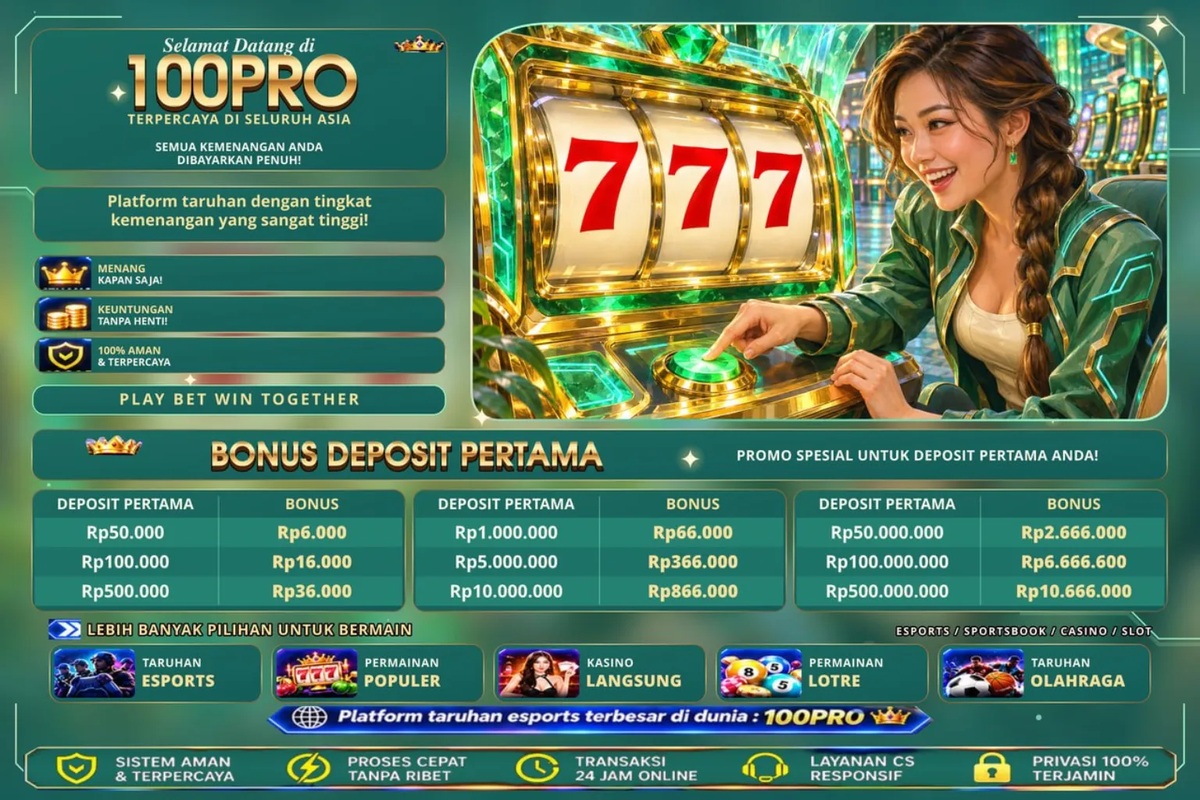 Selamat Datang di
100PRO
TERPERCAYA DI SELURUH ASIA
SEMUA KEMENANGAN ANDA
DIBAYARKAN PENUH!
Platform taruhan dengan tingkat
kemenangan yang sangat tinggi!
MENANG
KAPAN SAJA!
KEUNTUNGAN
TANPA HENTI!
100% AMAN
& TERPERCAYA
PLAY BET WIN TOGETHER
7 7 7
BONUS DEPOSIT PERTAMA
PROMO SPESIAL UNTUK DEPOSIT PERTAMA ANDA!
DEPOSIT PERTAMA BONUS
Rp50.000 Rp6.000
Rp100.000 Rp16.000
Rp500.000 Rp36.000
DEPOSIT PERTAMA BONUS
Rp1.000.000 Rp66.000
Rp5.000.000 Rp366.000
Rp10.000.000 Rp866.000
DEPOSIT PERTAMA BONUS
Rp50.000.000 Rp2.666.000
Rp100.000.000 Rp6.666.600
Rp500.000.000 Rp10.666.000
LEBIH BANYAK PILIHAN UNTUK BERMAIN
ESPORTS / SPORTSBOOK / CASINO / SLOT
TARUHAN
ESPORTS
PERMAINAN
POPULER
KASINO
LANGSUNG
8 5 5
PERMAINAN
LOTRE
TARUHAN
OLAHRAGA
Platform taruhan esports terbesar di dunia : 100PRO
SISTEM AMAN
& TERPERCAYA
PROSES CEPAT
TANPA RIBET
TRANSAKSI
24 JAM ONLINE
LAYANAN CS
RESPONSIF
PRIVASI 100%
TERJAMIN